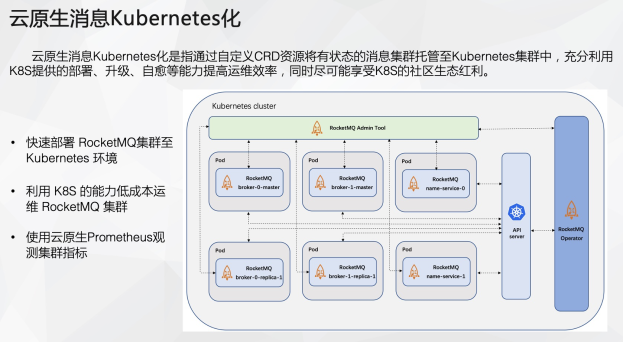 云原生消息Kubernetes化
云原生消息Kubernetes化是指通过自定义CRD资源将有状态的消息集群托管至Kubernetes集群中，充分利用
K8S提供的部署、升级、自愈等能力提高运维效率，同时尽可能享受K8S的社区生态红利。
• 快速部署 RocketMQ集群至
Kubernetes 环境
• 利用 K8S 的能力低成本运
维 RocketMQ 集群
• 使用云原生Prometheus观
测集群指标
Kubernetes cluster
RocketMQ Admin Tool
Pod
RocketMQ
broker-0-master
Pod
RocketMQ
broker-1-master
Pod
RocketMQ
name-service-0
Pod
RocketMQ
broker-0-replica-1
Pod
RocketMQ
broker-1-replica-1
Pod
RocketMQ
name-service-1
API
server
RocketMQ
Operator